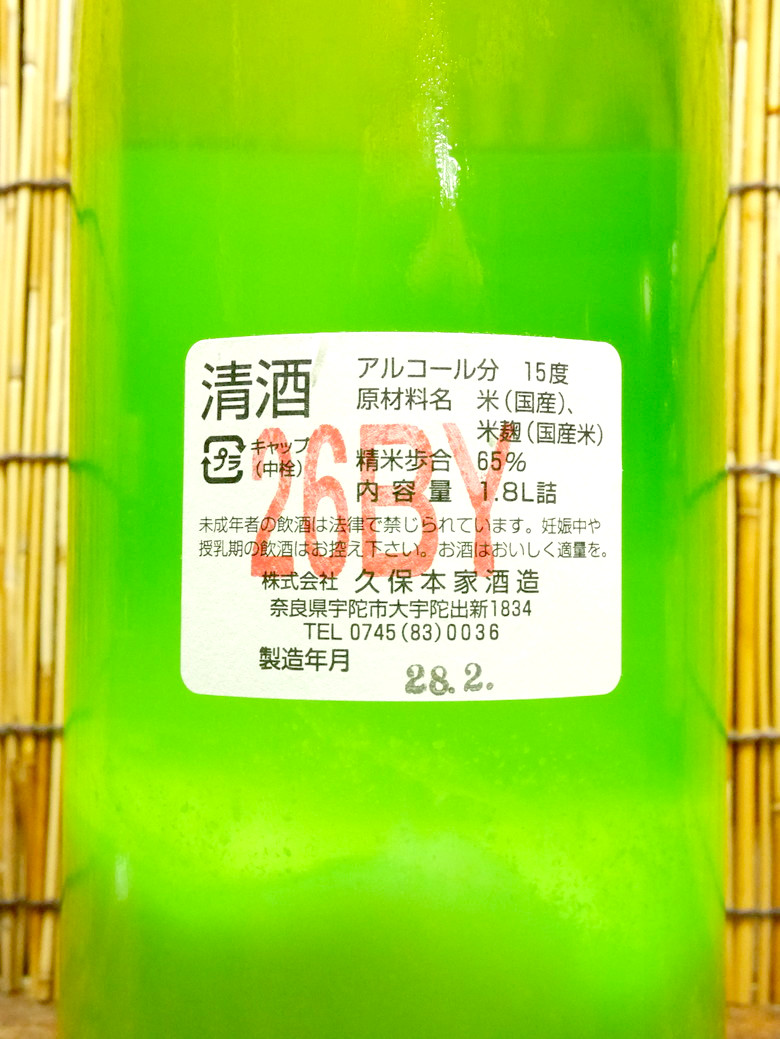 清酒
アルコール分 15度
原材料名 米(国産)、
米麹(国産米)
プラ
キャップ
(中栓)
精米歩合 65%
内容量 1.8L詰
26BY
未成年者の飲酒は法律で禁じられています。妊娠中や
授乳期の飲酒はお控え下さい。お酒はおいしく適量を。
株式会社 久保本家酒造
奈良県宇陀市大宇陀出新1834
TEL 0745(83)0036
製造年月 28.2.